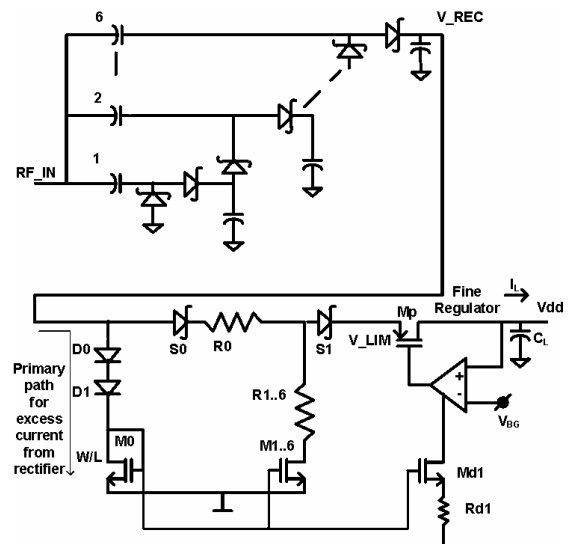 6
V_REC
2
1
RF_IN
Fine
Regulator
I_L
Mp
Vdd
D0
S0
R0
S1
V_LIM
C_L
D1
Primary
path
for
excess
current
from
rectifier
R1..6
+
-
V_BG
M0
W/L
M1..6
Md1
Rd1